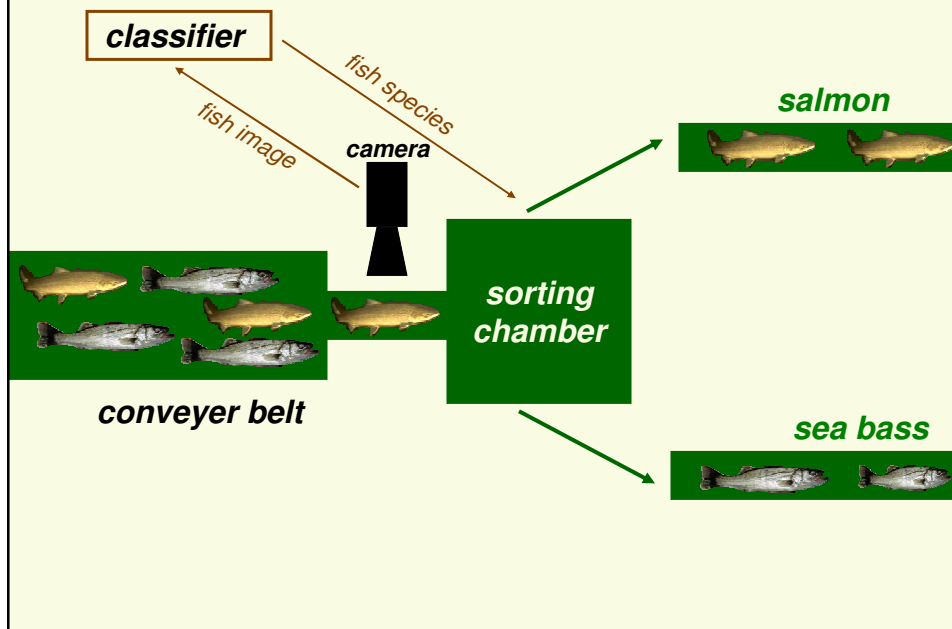 classifier
fish species
fish image
camera
salmon
sorting
chamber
conveyer belt
sea bass